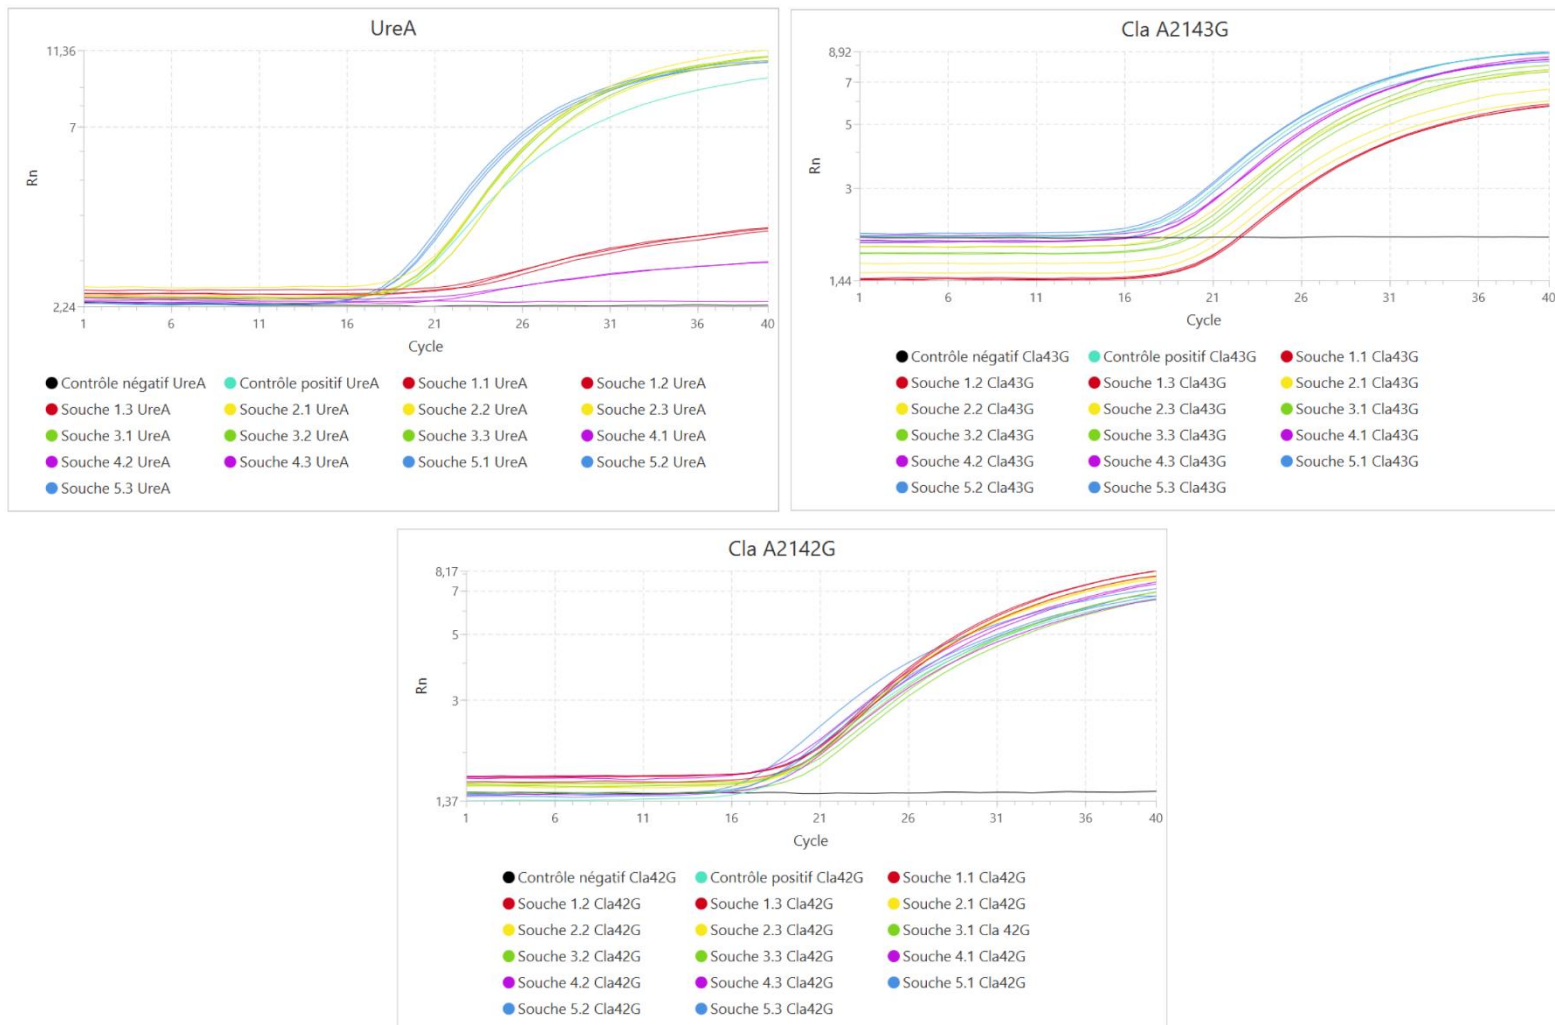 UreA
11,36
7
Rn
2,24
1 6 11 16 21 26 31 36 40
Cycle
Contrôle négatif UreA Contrôle positif UreA Souche 1.1 UreA Souche 1.2 UreA
Souche 1.3 UreA Souche 2.1 UreA Souche 2.2 UreA Souche 2.3 UreA
Souche 3.1 UreA Souche 3.2 UreA Souche 3.3 UreA Souche 4.1 UreA
Souche 4.2 UreA Souche 4.3 UreA Souche 5.1 UreA Souche 5.2 UreA
Souche 5.3 UreA
Cla A2143G
8,92
7
5
Rn
3
1,44
1 6 11 16 21 26 31 36 40
Cycle
Contrôle négatif Cla43G Contrôle positif Cla43G Souche 1.1 Cla43G
Souche 1.2 Cla43G Souche 1.3 Cla43G Souche 2.1 Cla43G
Souche 2.2 Cla43G Souche 2.3 Cla43G Souche 3.1 Cla43G
Souche 3.2 Cla43G Souche 3.3 Cla43G Souche 4.1 Cla43G
Souche 4.2 Cla43G Souche 4.3 Cla43G Souche 5.1 Cla43G
Souche 5.2 Cla43G Souche 5.3 Cla43G
Cla A2142G
8,17
7
5
Rn
3
1,37
1 6 11 16 21 26 31 36 40
Cycle
Contrôle négatif Cla42G Contrôle positif Cla42G Souche 1.1 Cla42G
Souche 1.2 Cla42G Souche 1.3 Cla42G Souche 2.1 Cla42G
Souche 2.2 Cla42G Souche 2.3 Cla42G Souche 3.1 Cla 42G
Souche 3.2 Cla42G Souche 3.3 Cla42G Souche 4.1 Cla42G
Souche 4.2 Cla42G Souche 4.3 Cla42G Souche 5.1 Cla42G
Souche 5.2 Cla42G Souche 5.3 Cla42G